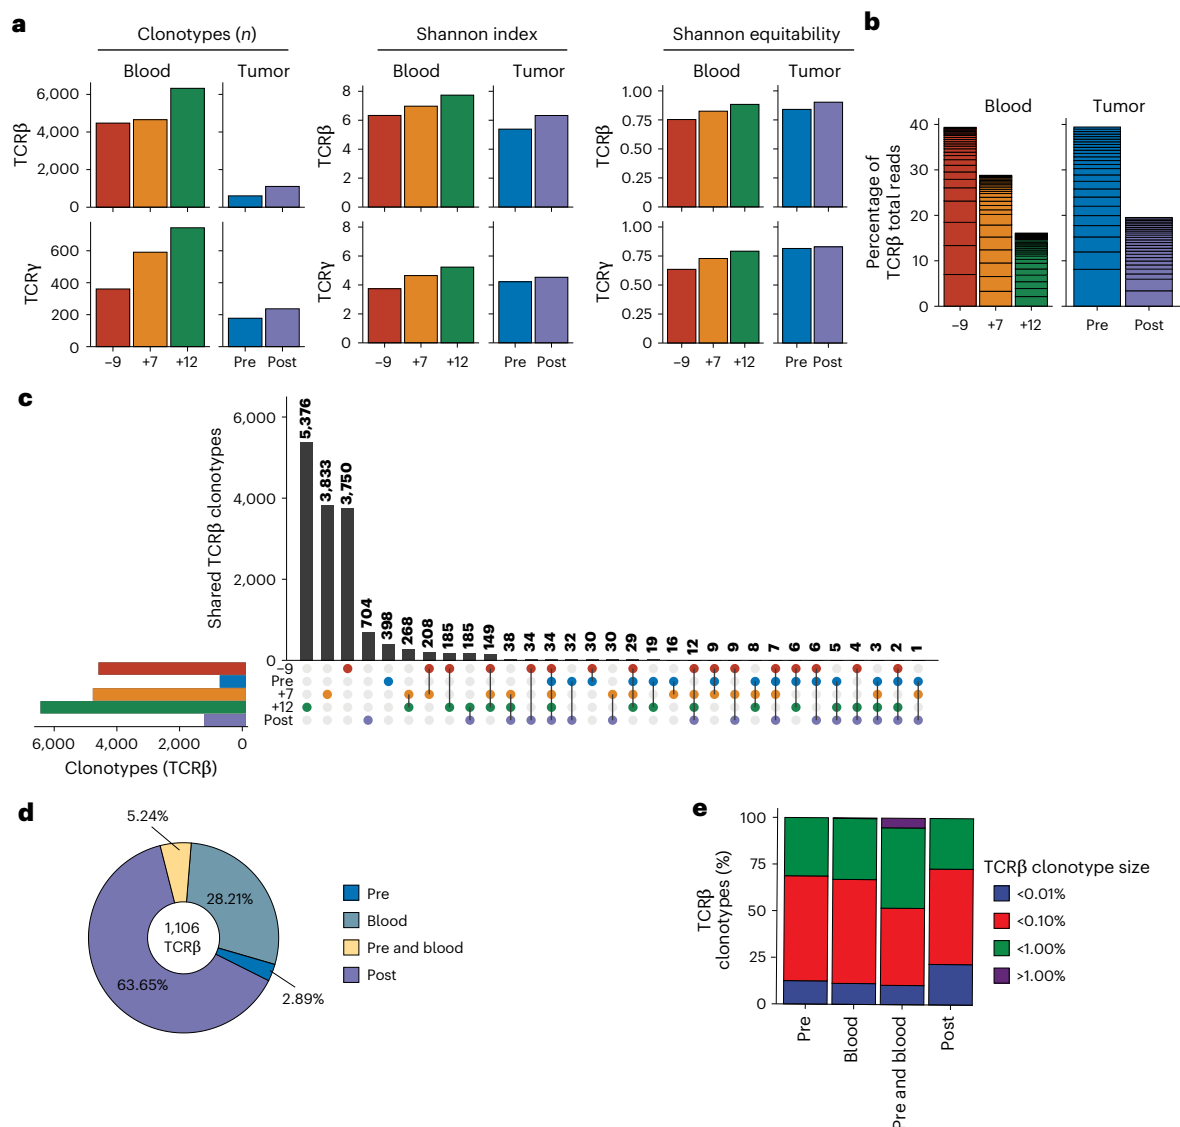 a
Clonotypes (n)
Shannon index
Shannon equitability
b
Blood
Tumor
Blood
Tumor
Blood
Tumor
6,000
4,000
2,000
0
TCRβ
8
6
4
2
0
TCRβ
1.00
0.75
0.50
0.25
0
TCRβ
600
400
200
0
TCRγ
−9
+7
+12
Pre
Post
8
6
4
2
0
TCRγ
−9
+7
+12
Pre
Post
1.00
0.75
0.50
0.25
0
TCRγ
−9
+7
+12
Pre
Post
Blood
Tumor
Percentage of
TCRβ total reads
40
30
20
10
0
−9
+7
+12
Pre
Post
c
Shared TCRβ clonotypes
6,000
4,000
2,000
0
5,376
3,833
3,750
704
398
268
208
185
185
149
38
34
34
32
30
30
29
19
16
12
9
9
8
7
6
6
5
4
3
2
1
−9
Pre
+7
+12
Post
6,000
4,000
2,000
0
Clonotypes (TCRβ)
d
5.24%
28.21%
1,106
TCRβ
63.65%
2.89%
Pre
Blood
Pre and blood
Post
e
TCRβ
clonotypes (%)
100
75
50
25
0
Pre
Blood
Pre and blood
Post
TCRβ clonotype size
<0.01%
<0.10%
<1.00%
>1.00%